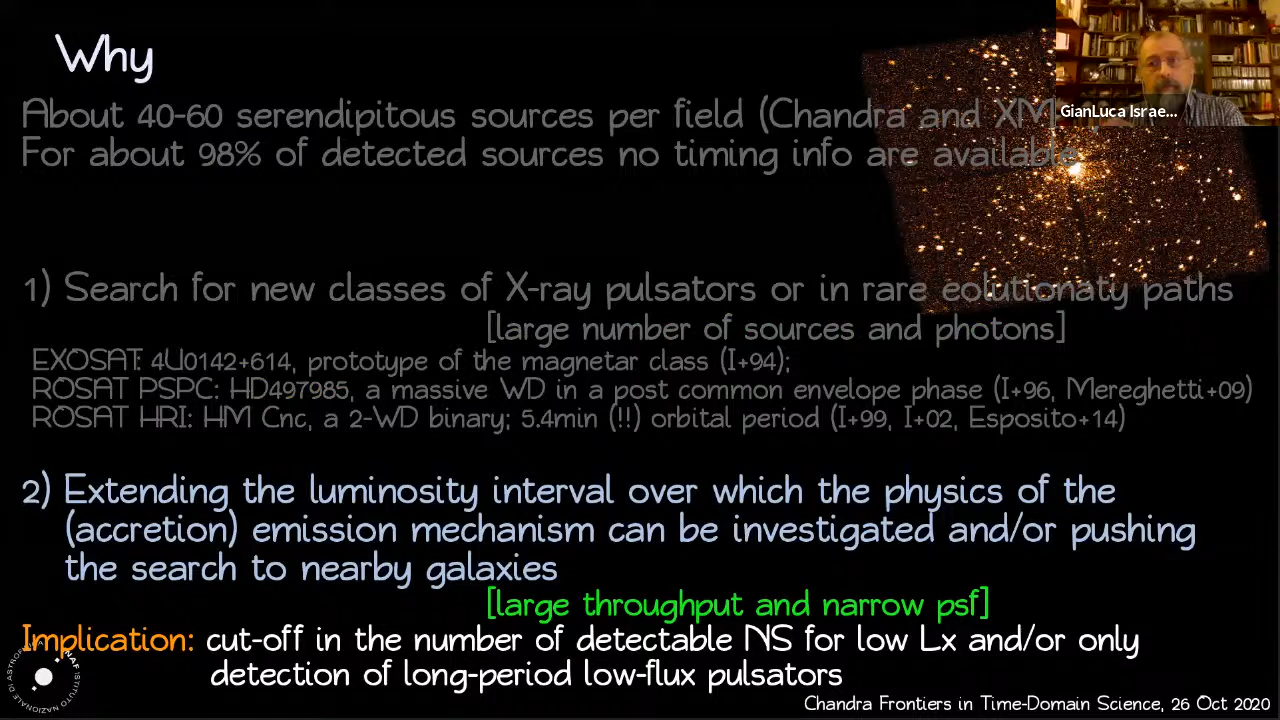 Why
About 40-60 serendipitous sources per field (Chandra and XM
GianLuca Israe...
For about 98% of detected sources no timing info are available
1) Search for new classes of X-ray pulsators or in rare eolutionaty paths
[large number of sources and photons]
EXOSAT: 4U0142+614, prototype of the magnetar class (I+94);
ROSAT PSPC: HD497985, a massive WD in a post common envelope phase (I+96, Mereghetti+09)
ROSAT HRI: HM Cnc, a 2-WD binary; 5.4min (!!) orbital period (I+99, I+02, Esposito+14)
2) Extending the luminosity interval over which the physics of the
(accretion) emission mechanism can be investigated and/or pushing
the search to nearby galaxies
[large throughput and narrow psf]
Implication: cut-off in the number of detectable NS for low Lx and/or only
detection of long-period low-flux pulsators
INAF ISTITUTO NAZIONALE DI ASTROF
Chandra Frontiers in Time-Domain Science, 26 Oct 2020